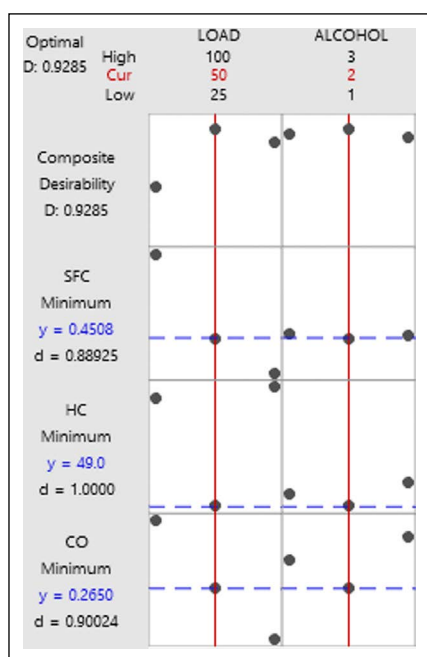 Optimal
D: 0.9285
LOAD ALCOHOL
High 100 3
Cur 50 2
Low 25 1
Composite
Desirability
D: 0.9285
SFC
Minimum
y = 0.4508
d = 0.88925
HC
Minimum
y = 49.0
d = 1.0000
CO
Minimum
y = 0.2650
d = 0.90024